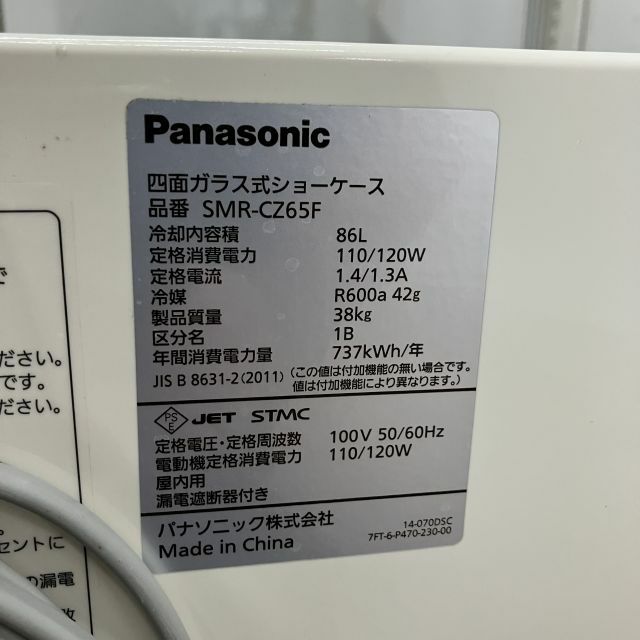 Panasonic
四面ガラス式ショーケース
品番 SMR-CZ65F
冷却内容積 86L
定格消費電力 110/120W
定格電流 1.4/1.3A
冷媒 R600a 42g
製品質量 38kg
区分名 1B
年間消費電力量 737kWh/年
JIS B 8631-2(2011) (この値は付加機能の無い場合です。
値は付加機能により異なります。)
PS
E JET STMC
定格電圧・定格周波数 100V 50/60Hz
電動機定格消費電力 110/120W
屋内用
漏電遮断器付き
パナソニック株式会社 14-070DSC
Made in China 7FT-6-P470-230-00
で
ださい。
です。
ださい。
。
セントに
の漏電
改